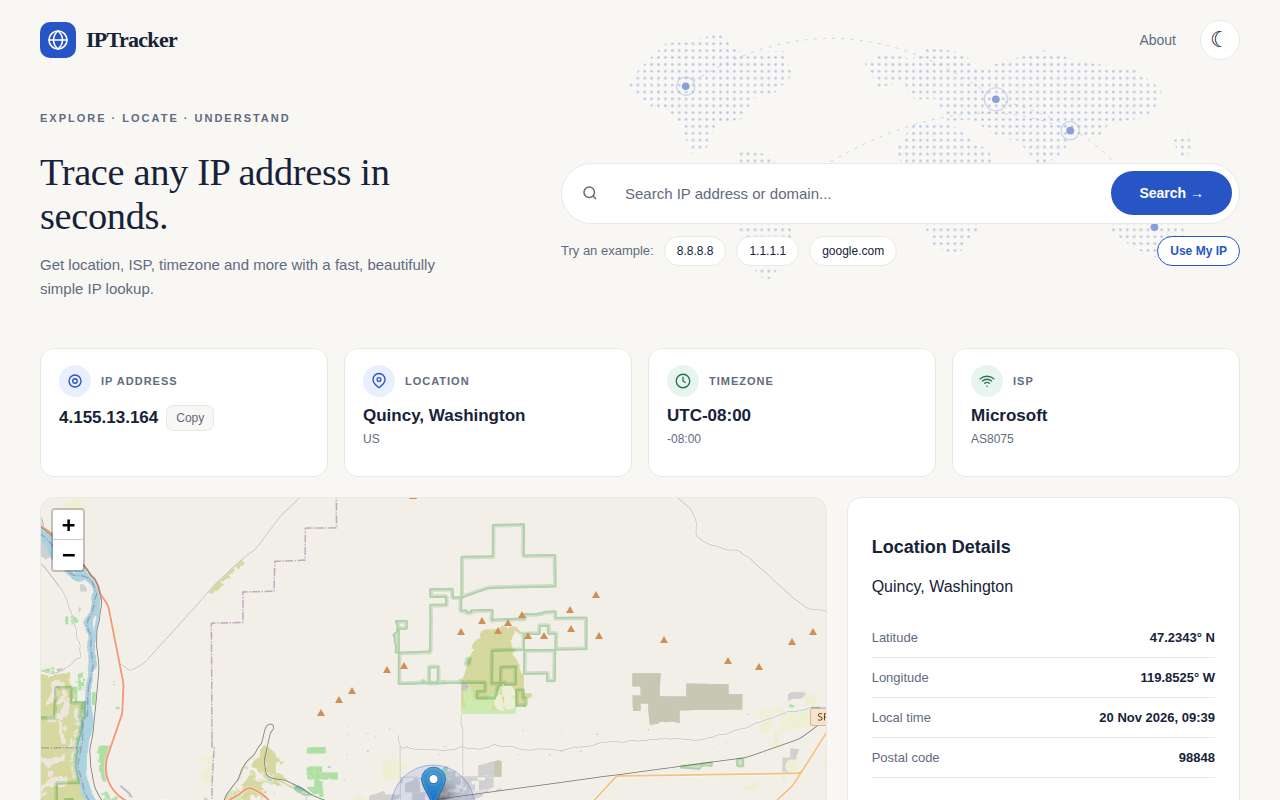 IPTracker
About
EXPLORE · LOCATE · UNDERSTAND
Trace any IP address in
seconds.
Get location, ISP, timezone and more with a fast, beautifully
simple IP lookup.
Search IP address or domain...
Search →
Try an example:
8.8.8.8
1.1.1.1
google.com
Use My IP
IP ADDRESS
4.155.13.164
Copy
LOCATION
Quincy, Washington
US
TIMEZONE
UTC-08:00
-08:00
ISP
Microsoft
AS8075
+
−
Location Details
Quincy, Washington
Latitude 47.2343° N
Longitude 119.8525° W
Local time 20 Nov 2026, 09:39
Postal code 98848